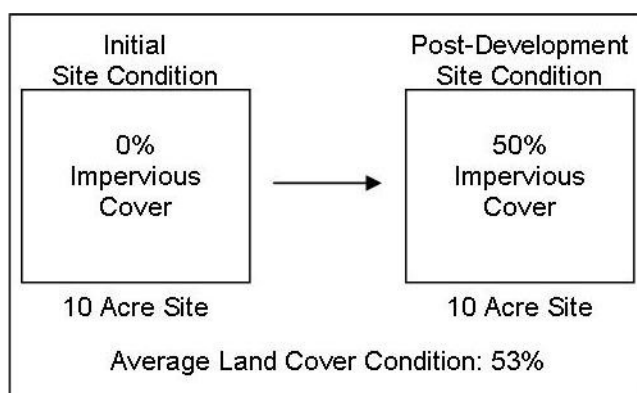 Initial
Site Condition
0%
Impervious
Cover
10 Acre Site
Post-Development
Site Condition
50%
Impervious
Cover
10 Acre Site
Average Land Cover Condition: 53%